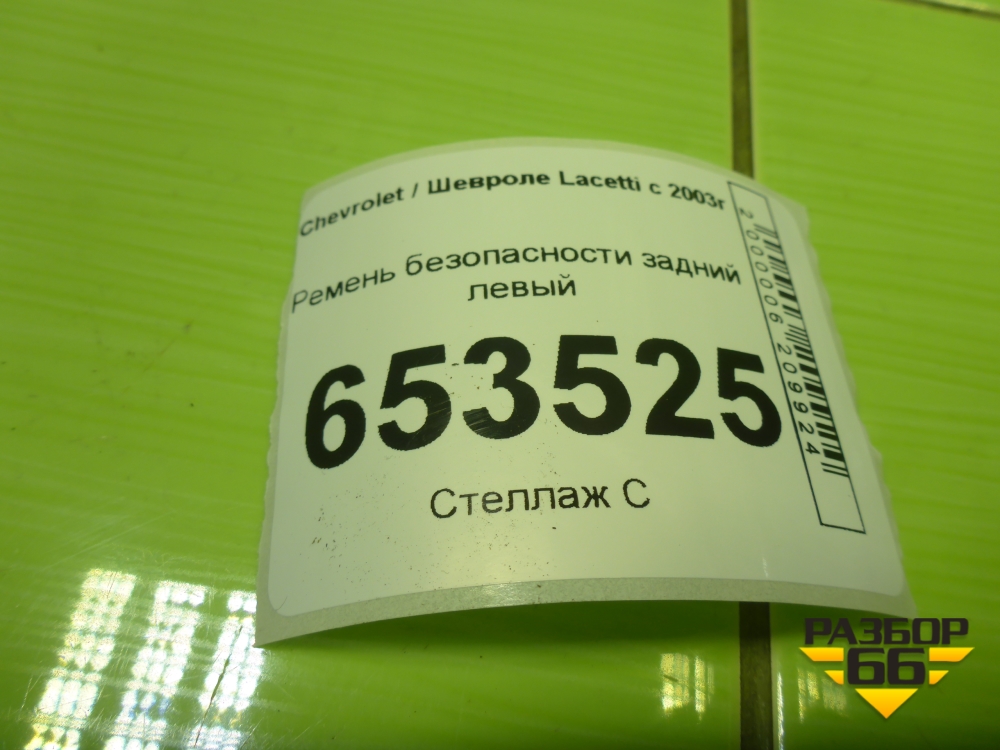 Chevrolet / Шевроле Lacetti с 2003г
Ремень безопасности задний
левый
653525
Стеллаж С
2000006209924
РАЗБОР
66